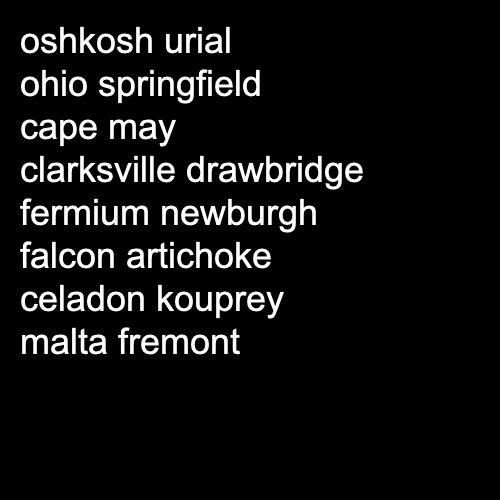 oshkosh urial
ohio springfield
cape may
clarksville drawbridge
fermium newburgh
falcon artichoke
celadon kouprey
malta fremont